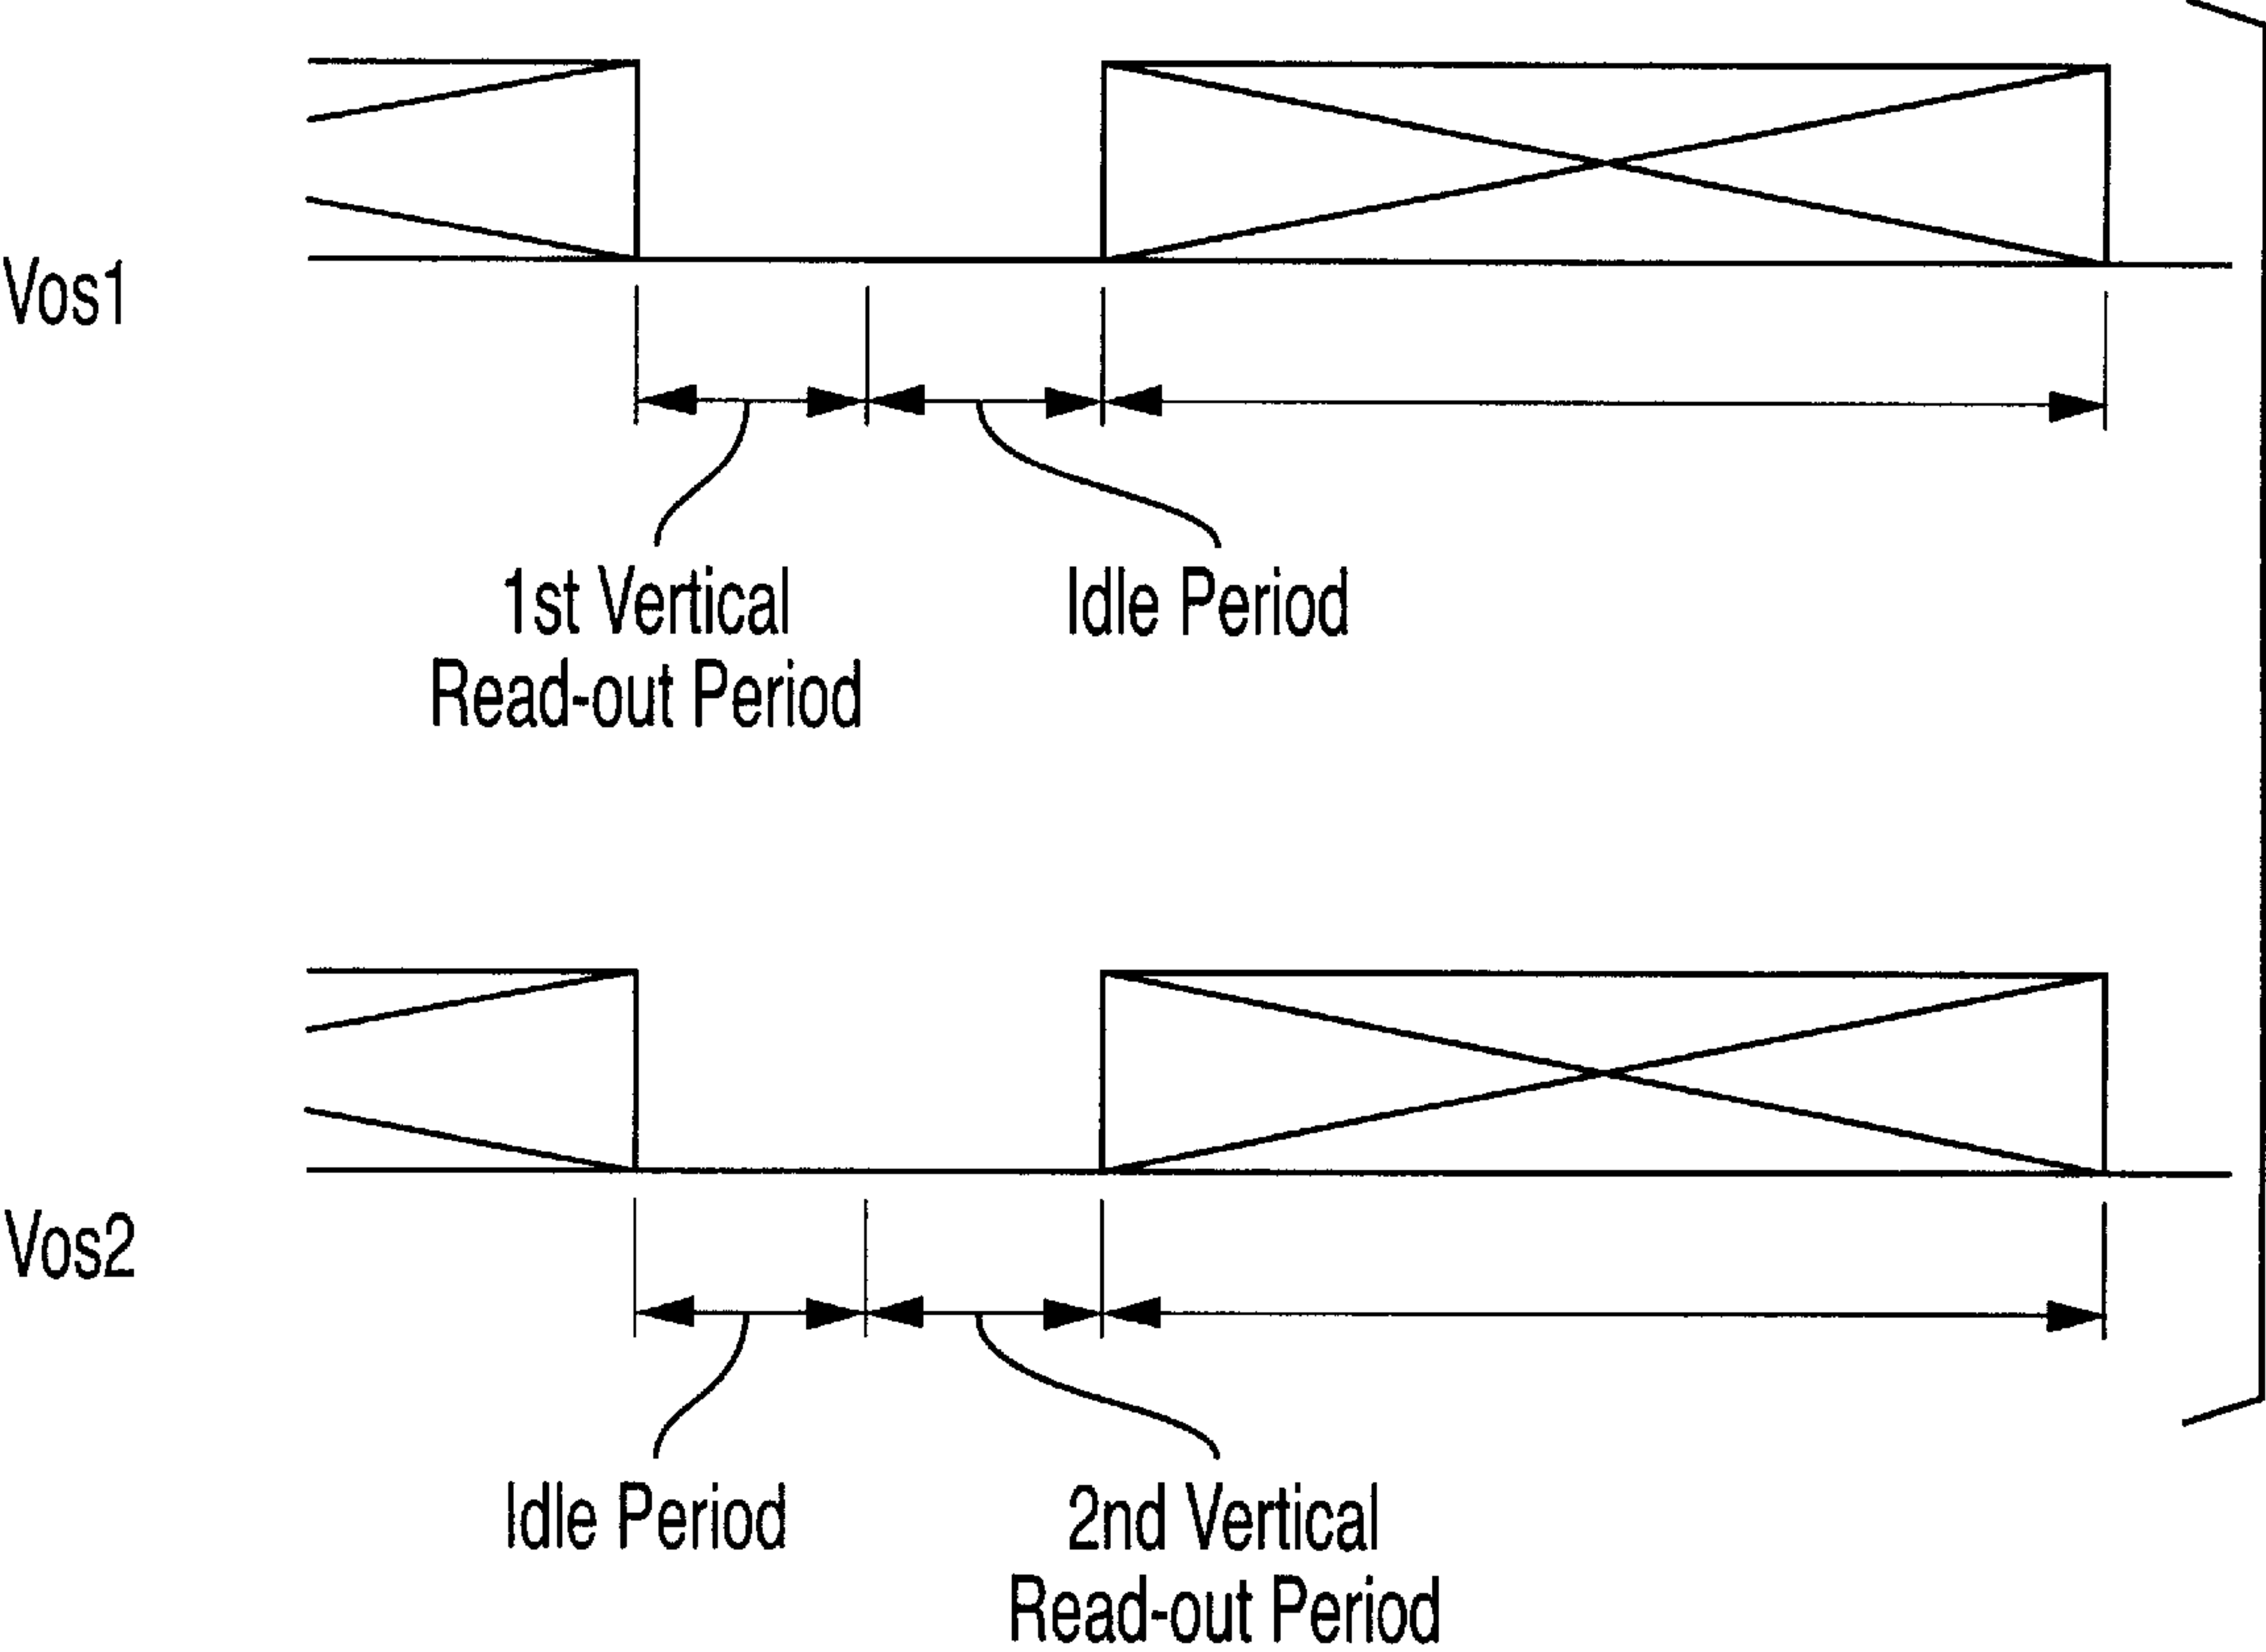 Vos1
1st Vertical
Read-out Period
Idle Period
Vos2
Idle Period
2nd Vertical
Read-out Period